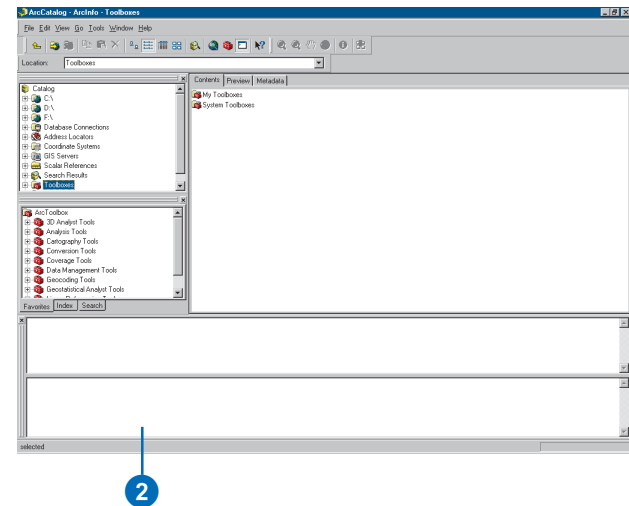 ArcCatalog - ArcInfo - Toolboxes
File Edit View Go Tools Window Help
Location: Toolboxes
Catalog
C:\
D:\
F:\
Database Connections
Address Locators
Coordinate Systems
GIS Servers
Scalar References
Search Results
Toolboxes
Contents Preview Metadata
My Toolboxes
System Toolboxes
ArcToolbox
3D Analyst Tools
Analysis Tools
Cartography Tools
Conversion Tools
Coverage Tools
Data Management Tools
Geocoding Tools
Geostatistical Analyst Tools
Favorites Index Search
selected
2